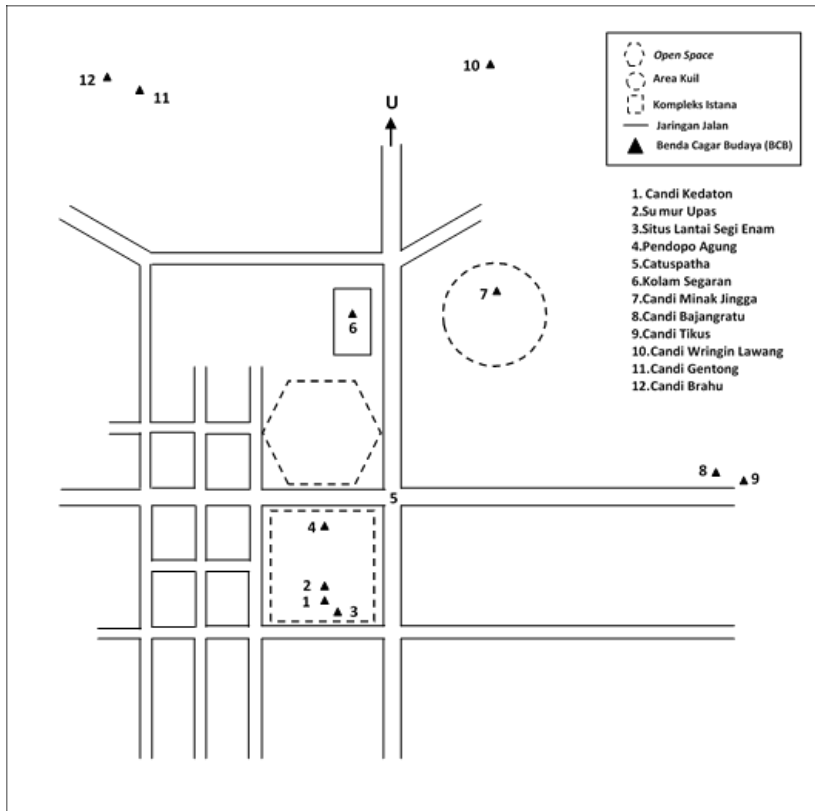 12
11
10
U
Open Space
Area Kuil
Kompleks Istana
Jaringan Jalan
Benda Cagar Budaya (BCB)
1. Candi Kedaton
2.Sumur Upas
3.Situs Lantai Segi Enam
4.Pendopo Agung
5.Catuspatha
6.Kolam Segaran
7.Candi Minak Jingga
8.Candi Bajangratu
9.Candi Tikus
10.Candi Wringin Lawang
11.Candi Gentong
12.Candi Brahu
7
6
8
9
5
4
2
1
3